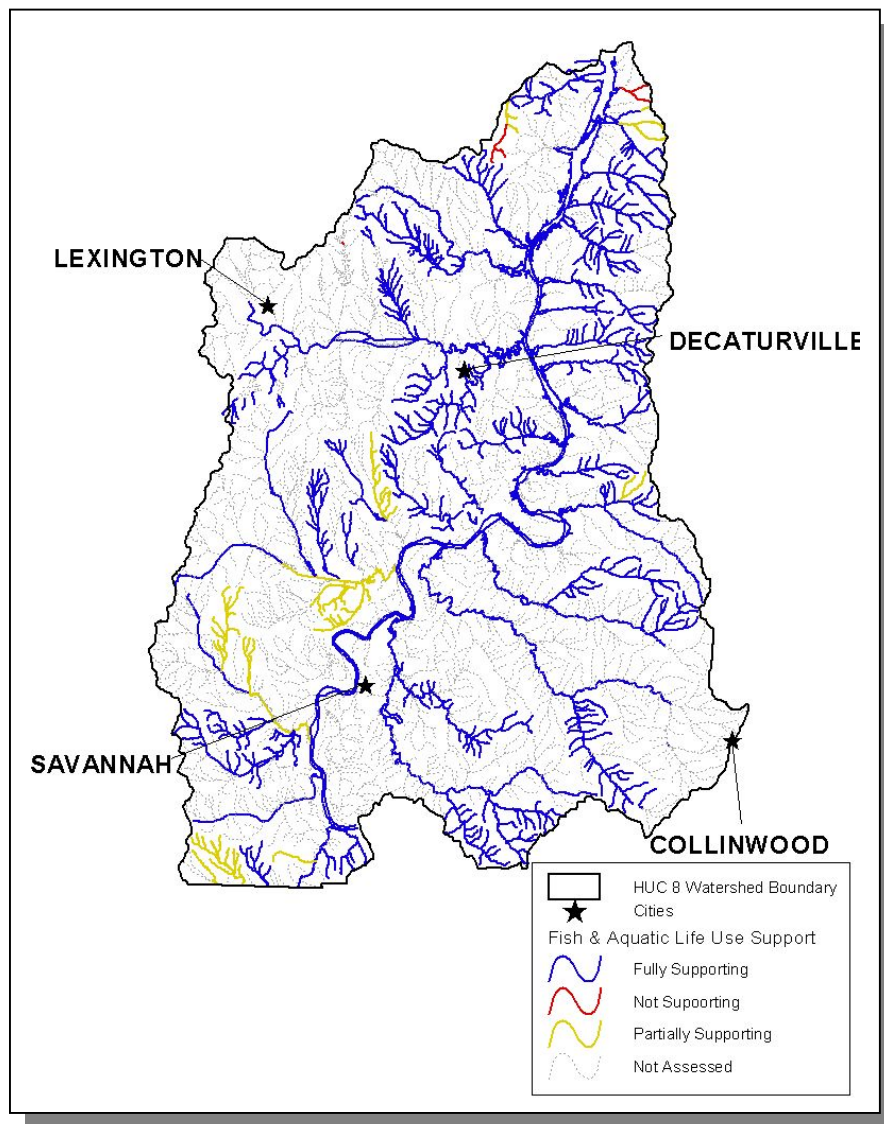 LEXINGTON
DECATURVILLE
SAVANNAH
COLLINWOOD
HUC 8 Watershed Boundary
Cities
Fish & Aquatic Life Use Support
Fully Supporting
Not Supoorting
Partially Supporting
Not Assessed